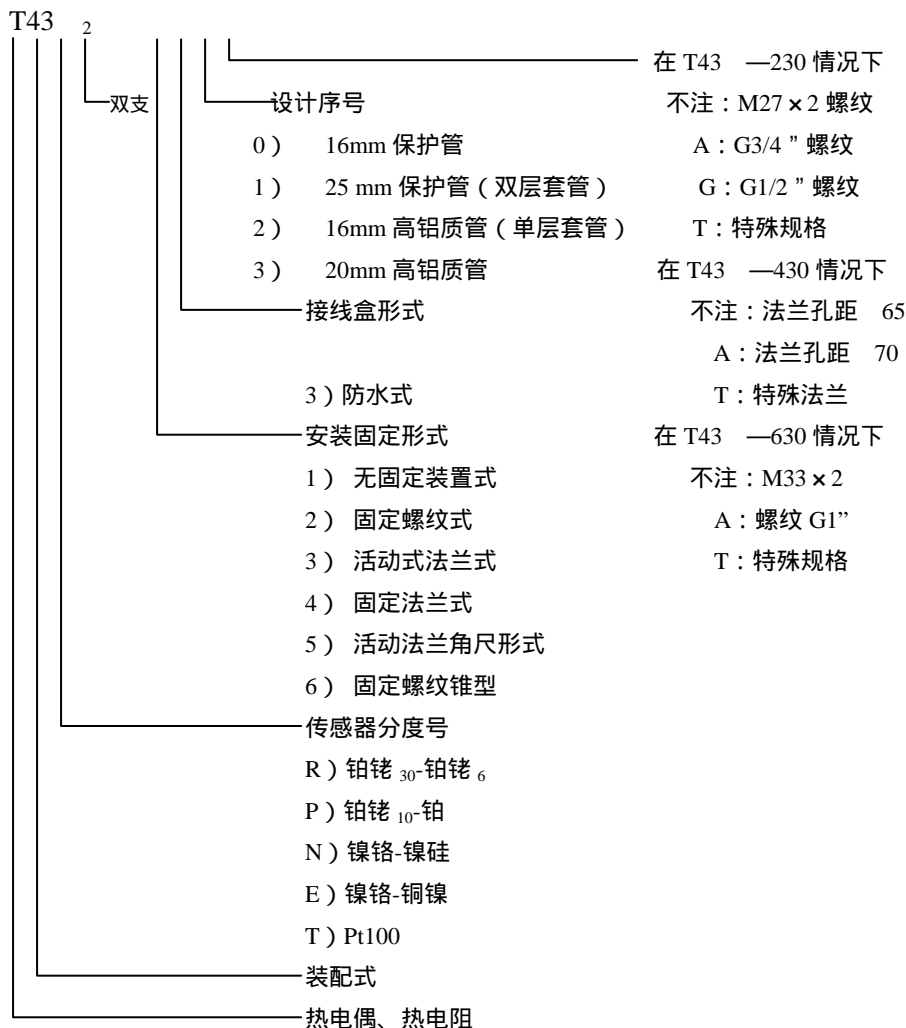 T43 2
在 T43 —230 情况下
双支 设计序号 不注：M27×2 螺纹
0） 16mm 保护管 A：G3/4 ” 螺纹
1） 25 mm 保护管（双层套管） G：G1/2 ” 螺纹
2） 16mm 高铝质管（单层套管） T：特殊规格
3） 20mm 高铝质管 在 T43 —430 情况下
接线盒形式 不注：法兰孔距 65
A：法兰孔距 70
3）防水式 T：特殊法兰
安装固定形式 在 T43 —630 情况下
1） 无固定装置式 不注：M33×2
2） 固定螺纹式 A：螺纹 G1”
3） 活动式法兰式 T：特殊规格
4） 固定法兰式
5） 活动法兰角尺形式
6） 固定螺纹锥型
传感器分度号
R）铂铑 30-铂铑 6
P）铂铑 10-铂
N）镍铬-镍硅
E）镍铬-铜镍
T）Pt100
装配式
热电偶、热电阻